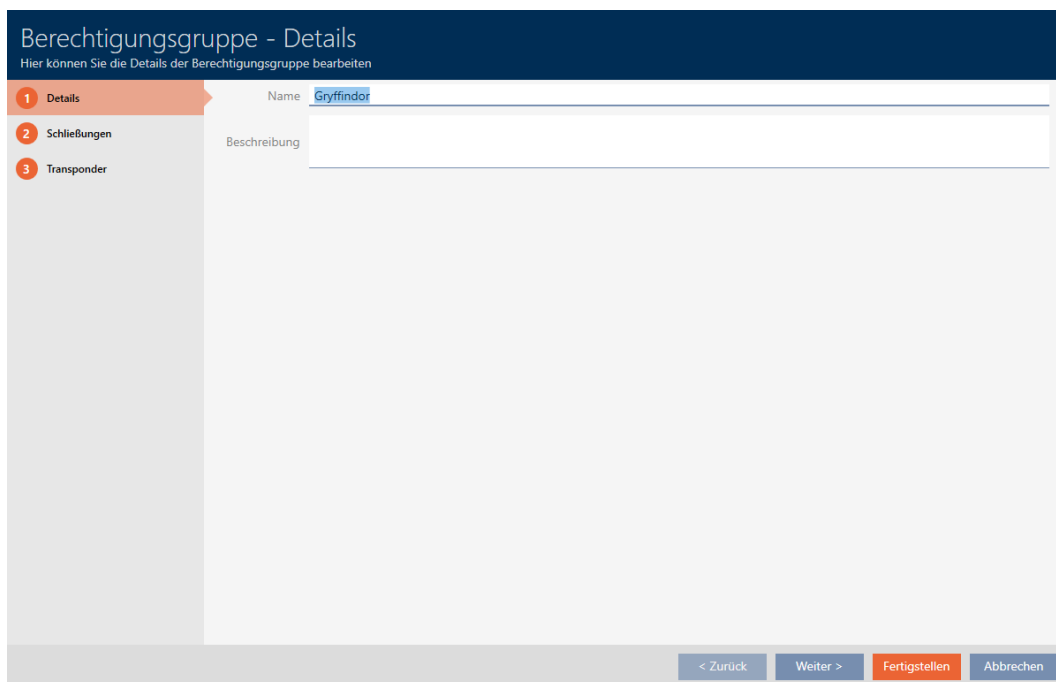 Berechtigungsgruppe - Details
Hier können Sie die Details der Berechtigungsgruppe bearbeiten
1 Details
2 Schließungen
3 Transponder
Name Gryffindor
Beschreibung
< Zurück Weiter > Fertigstellen Abbrechen